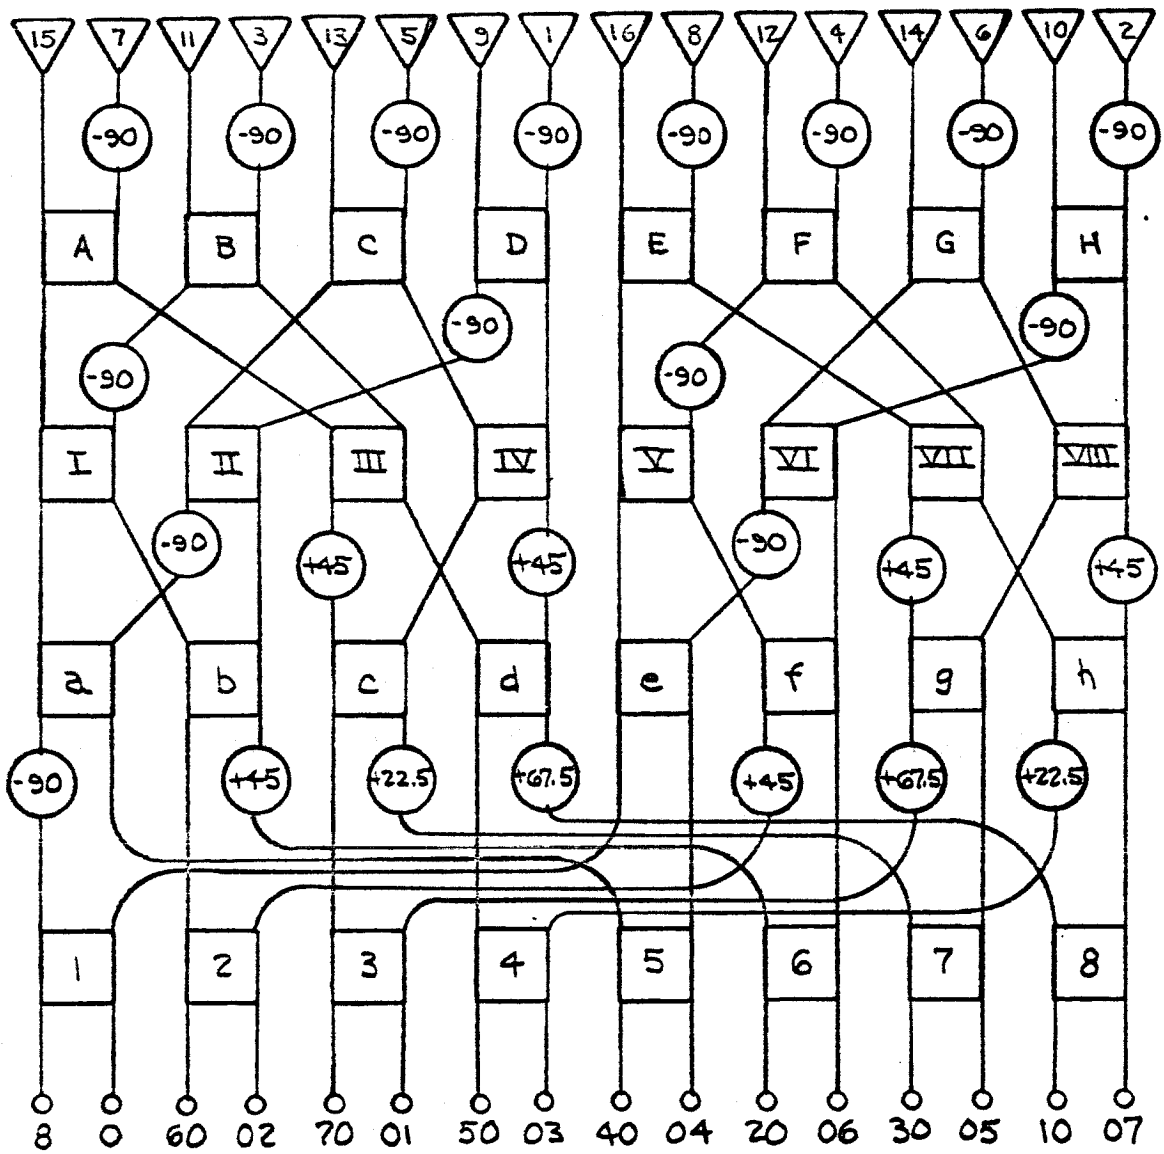 15 7 11 3 13 5 9 1 16 8 12 4 14 6 10 2
-90 -90 -90 -90 -90 -90 -90 -90
A B C D E F G H
-90 -90
-90 -90
I II III IV V VI VII VIII
-90 -90
+45 +45 +45 +45
a b c d e f g h
-90 +45 +22.5 +67.5 +45 +67.5 +22.5
1 2 3 4 5 6 7 8
8 0 60 02 70 01 50 03 40 04 20 06 30 05 10 07